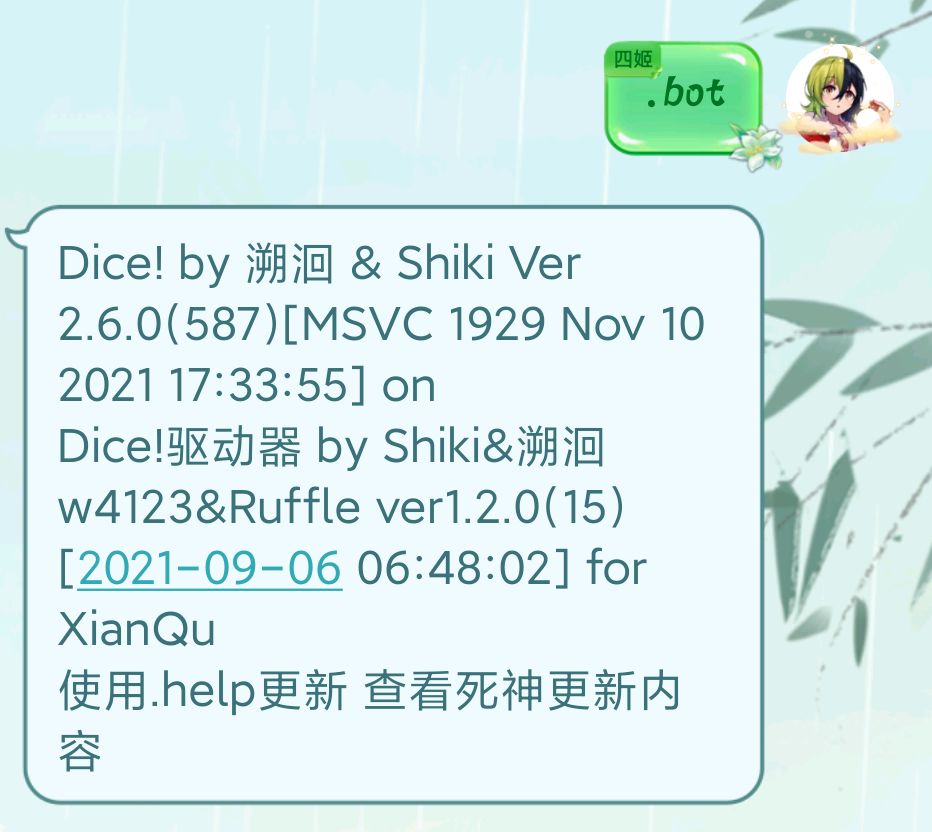 四姬
.bot
Dice! by 溯洄 & Shiki Ver
2.6.0(587)[MSVC 1929 Nov 10
2021 17:33:55] on
Dice!驱动器 by Shiki&溯洄
w4123&Ruffle ver1.2.0(15)
[2021-09-06 06:48:02] for
XianQu
使用.help更新 查看死神更新内
容